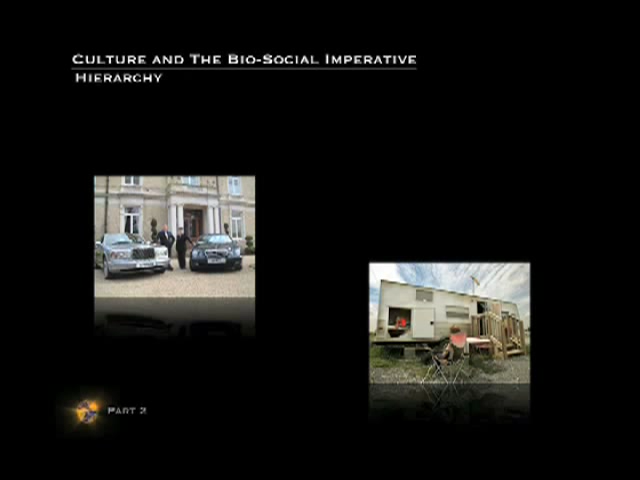 Culture and The Bio-Social Imperative
Hierarchy
Part 2